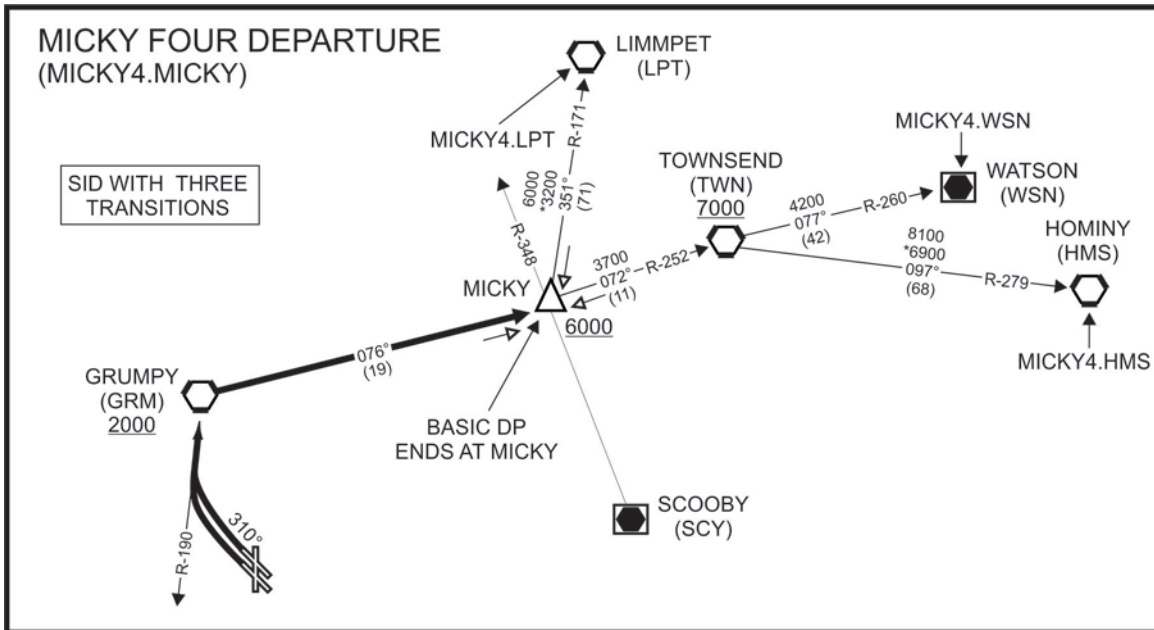 MICKY FOUR DEPARTURE
(MICKY4.MICKY)
SID WITH THREE
TRANSITIONS
LIMMPET
(LPT)
MICKY4.LPT
R-171
6000
*3200
351°
(71)
R-348
TOWNSEND
(TWN)
7000
MICKY4.WSN
WATSON
(WSN)
4200
077°
(42)
R-260
HOMINY
(HMS)
8100
*6900
097°
(68)
R-279
MICKY4.HMS
MICKY
6000
3700
072°
(11)
R-252
076°
(19)
GRUMPY
(GRM)
2000
BASIC DP
ENDS AT MICKY
SCOOBY
(SCY)
310°
R-190